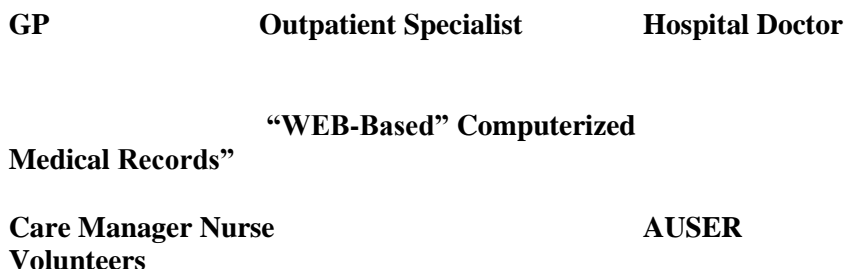 GP Outpatient Specialist Hospital Doctor
“WEB-Based” Computerized
Medical Records”
Care Manager Nurse AUSER
Volunteers